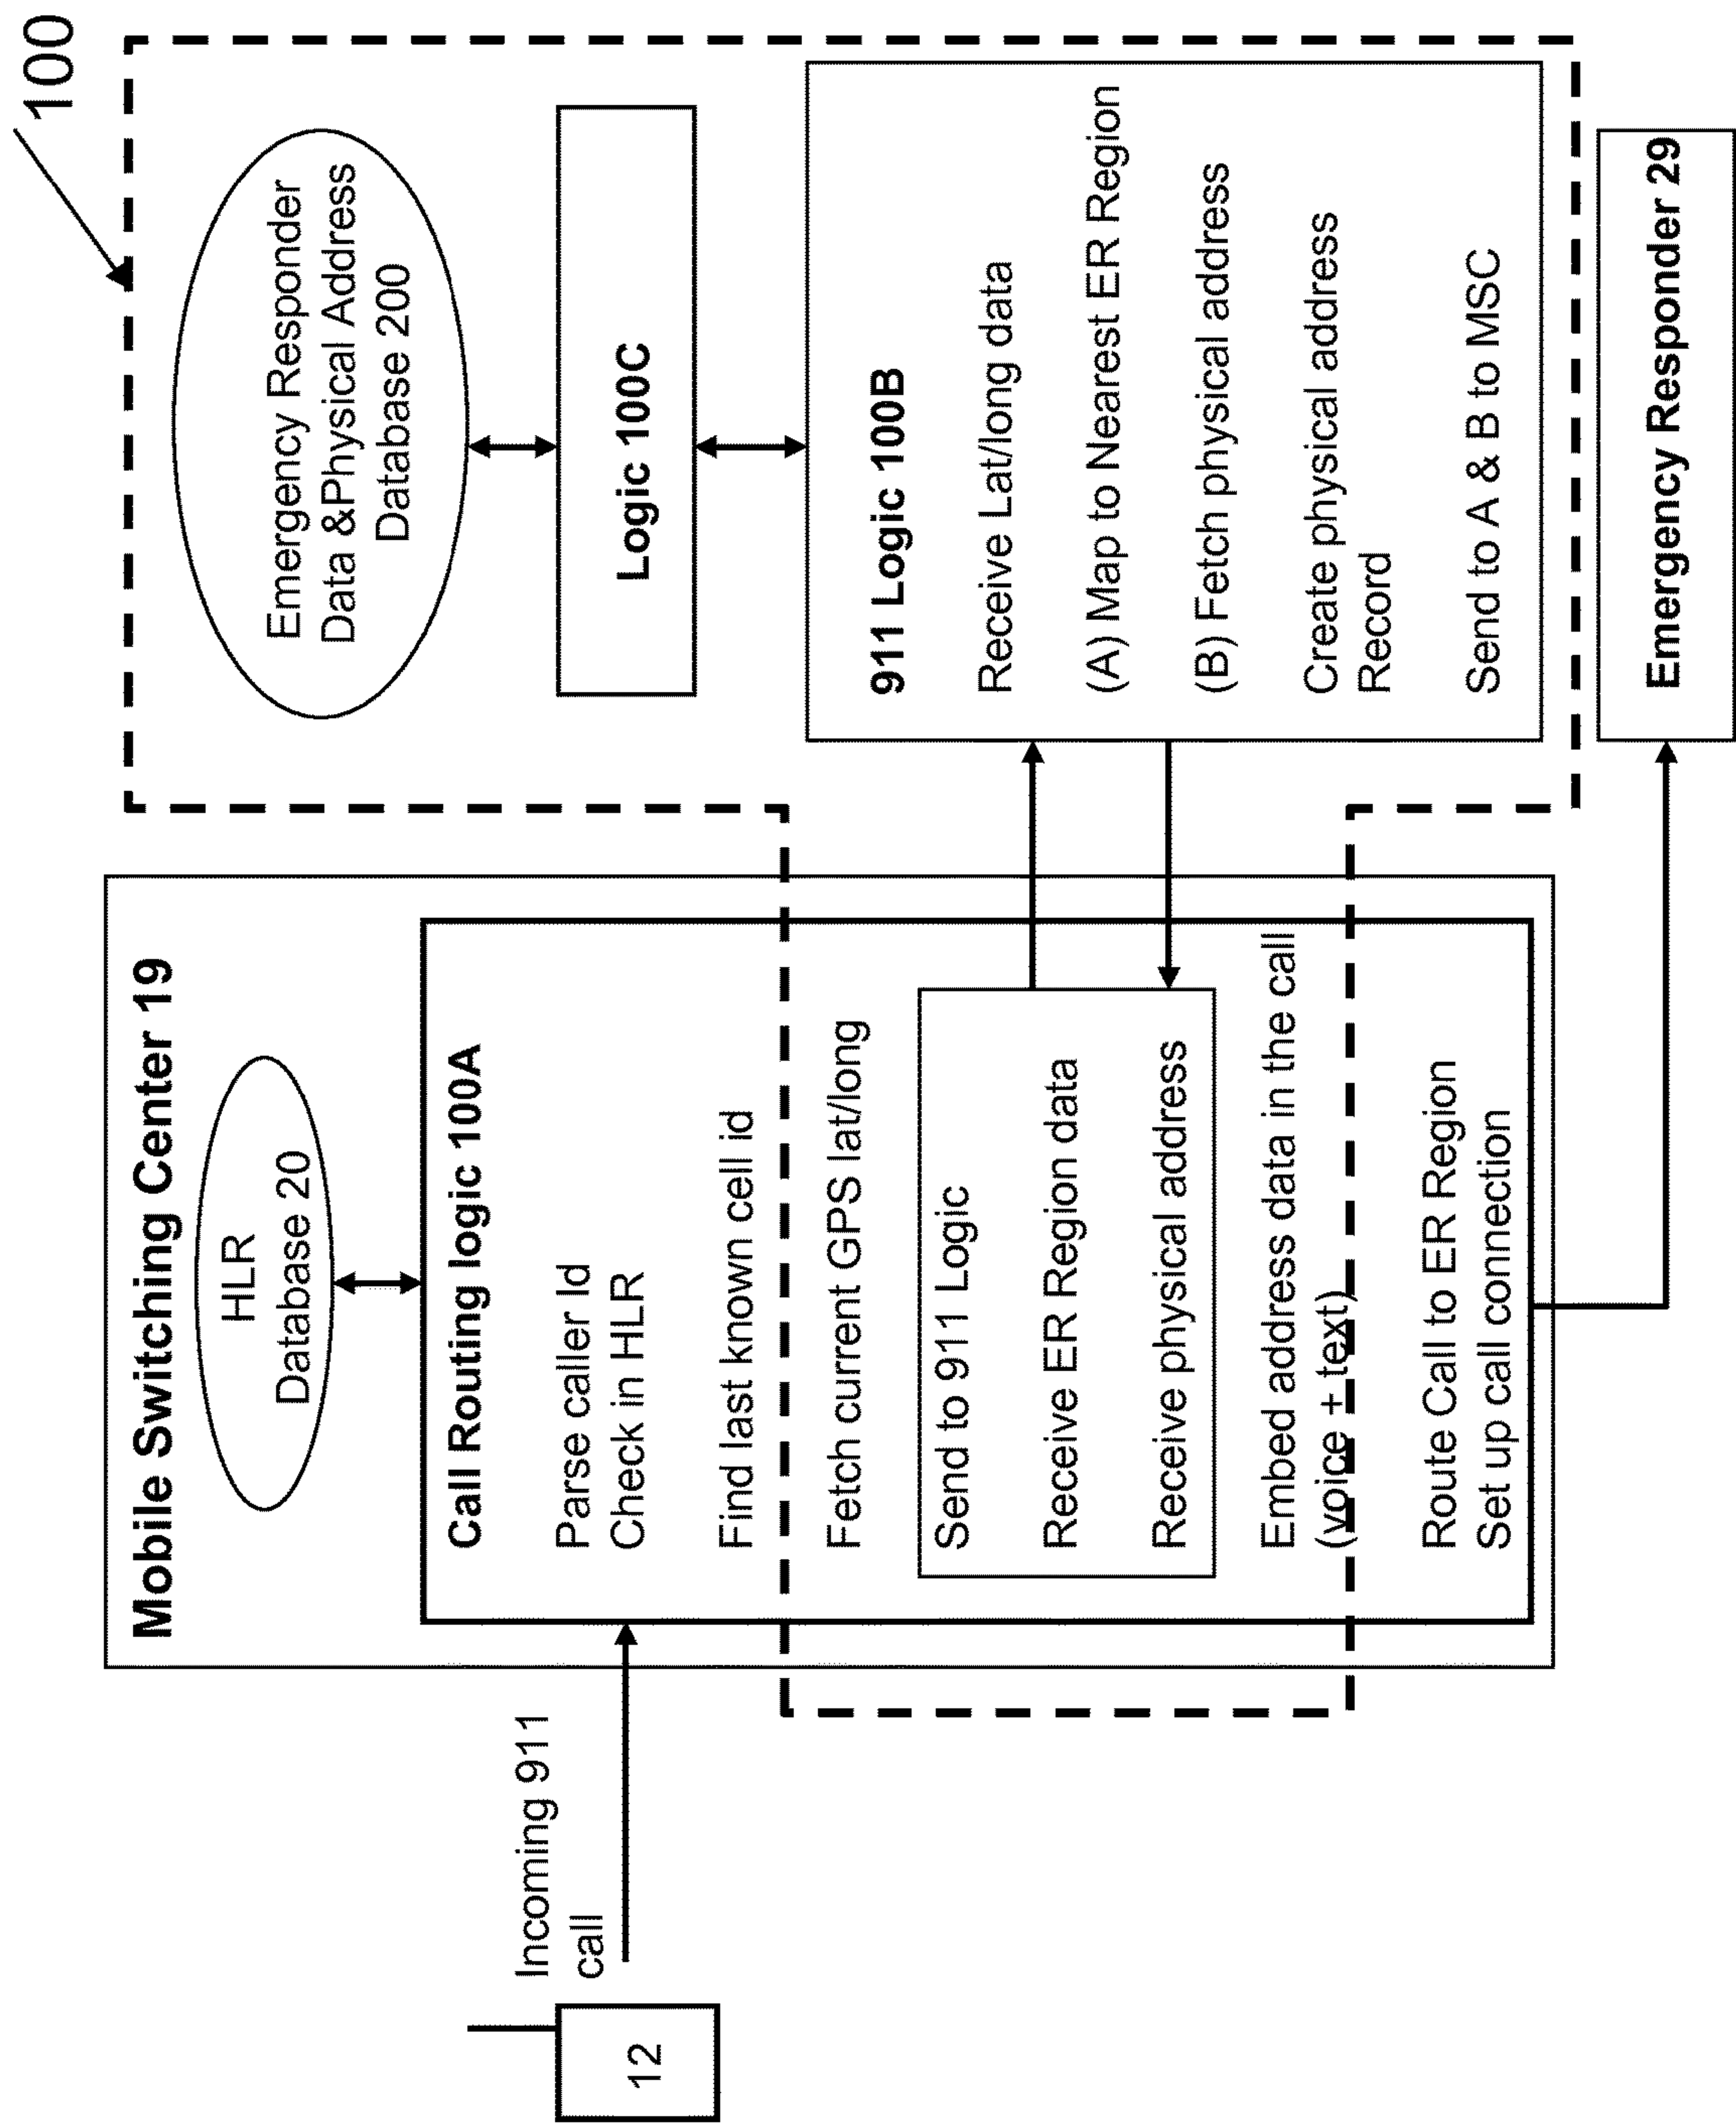 100
Mobile Switching Center 19
HLR
Database 20
Call Routing logic 100A
Parse caller Id
Check in HLR
Find last known cell id
Fetch current GPS lat/long
Send to 911 Logic
Receive ER Region data
Receive physical address
Embed address data in the call
(voice + text)
Route Call to ER Region
Set up call connection
Incoming 911
call
12
Emergency Responder
Data &Physical Address
Database 200
Logic 100C
911 Logic 100B
Receive Lat/long data
(A) Map to Nearest ER Region
(B) Fetch physical address
Create physical address
Record
Send to A & B to MSC
Emergency Responder 29